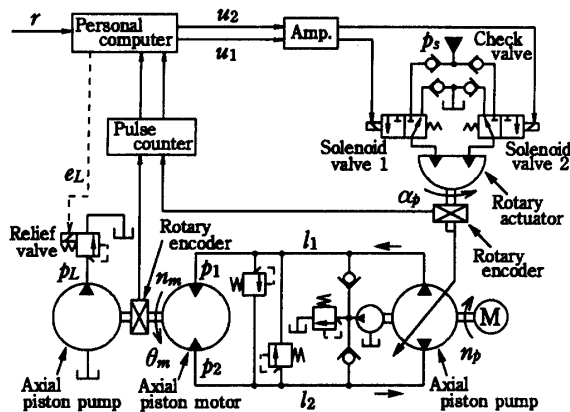 r
Personal
computer
u2
u1
Amp.
ps
Check
valve
Pulse
counter
Solenoid
valve 1
Solenoid
valve 2
eL
αp
Rotary
actuator
Relief
valve
Rotary
encoder
Rotary
encoder
pL
nm
p1
l1
θm
p2
l2
M
np
Axial
piston pump
Axial
piston motor
Axial
piston pump